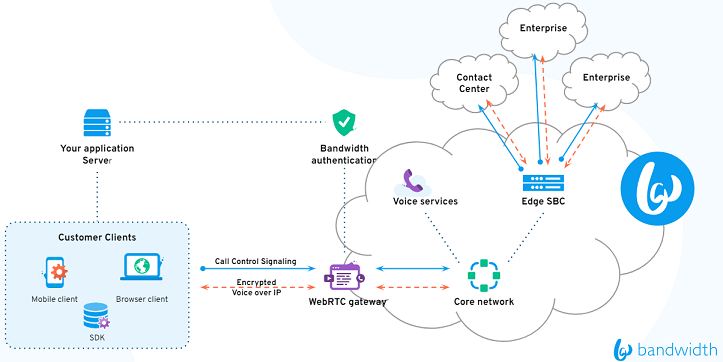 Enterprise
Contact
Center
Enterprise
Your application
Server
Bandwidth
authentication
Voice services
Edge SBC
Customer Clients
Mobile client
Browser client
SDK
Call Control Signaling
Encrypted
Voice over IP
WebRTC gateway
Core network
bandwidth